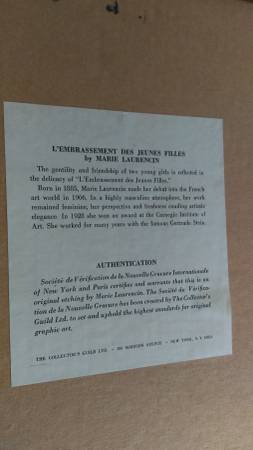 L'EMBRASSEMENT DES JEUNES FILLES
by MARIE LAURENCIN
The gentility and friendship of two young girls is reflected in
the delicacy of "L'Embrassement des Jeunes Filles."
Born in 1885, Marie Laurencin made her debut into the French
art world in 1906. In a highly masculine atmosphere, her work
remained feminine, her perspective and freshness exuding artistic
elegance. In 1928 she won an award at the Carnegie Institute of
Art. She worked for many years with the famous Gertrude Stein.
AUTHENTICATION
Société de Vérification de la Nouvelle Gravure Internationale
of New York and Paris certifies and warrants that this is an
original etching by Marie Laurencin. The Société de Vérifica-
tion de la Nouvelle Gravure has been created by The Collector's
Guild Ltd. to set and uphold the highest standards for original
graphic art.
THE COLLECTOR'S GUILD LTD. - MADISON AVENUE - NEW YORK, N.Y.